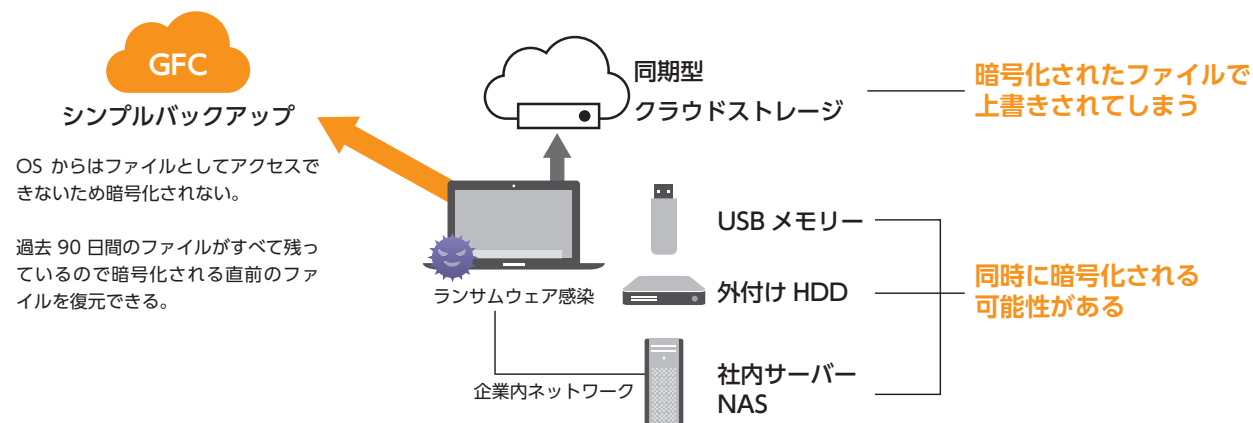 GFC
シンプルバックアップ
OS からはファイルとしてアクセスで
きないため暗号化されない。
過去 90 日間のファイルがすべて残っ
ているので暗号化される直前のファ
イルを復元できる。
同期型
クラウドストレージ
暗号化されたファイルで
上書きされてしまう
ランサムウェア感染
企業内ネットワーク
USB メモリー
外付け HDD
社内サーバー
NAS
同時に暗号化される
可能性がある